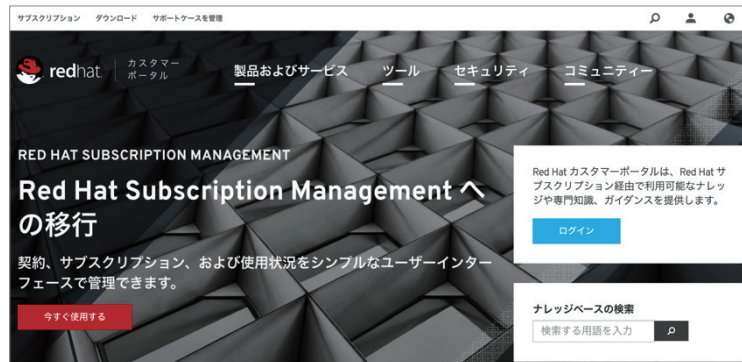 サブスクリプション ダウンロード サポートケースを管理
redhat. カスタマー
ポータル
製品およびサービス ツール セキュリティ コミュニティー
RED HAT SUBSCRIPTION MANAGEMENT
Red Hat Subscription Management へ
の移行
契約、サブスクリプション、および使用状況をシンプルなユーザーインター
フェースで管理できます。
今すぐ使用する
Red Hat カスタマーポータルは、Red Hat サ
ブスクリプション経由で利用可能なナレッ
ジや専門知識、ガイダンスを提供します。
ログイン
ナレッジベースの検索
検索する用語を入力